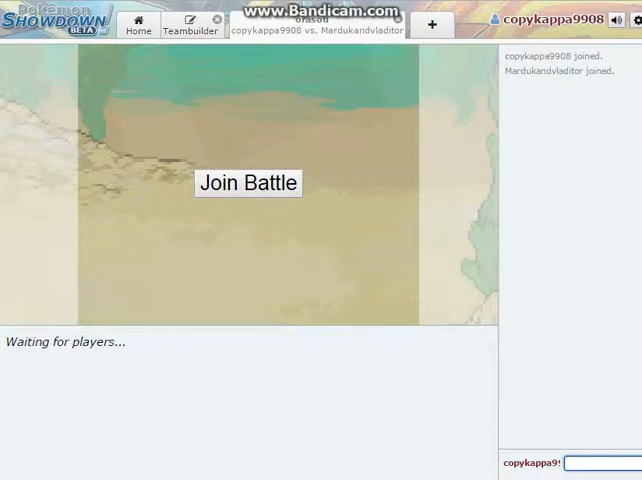 www.Bandicam.com
Pokémon
SHOWDOWN
BETA
Home
Teambuilder
copykappa9908 vs. Mardukandvladitor
+
copykappa9908
copykappa9908 joined.
Mardukandvladitor joined.
Join Battle
Waiting for players...
copykappa99